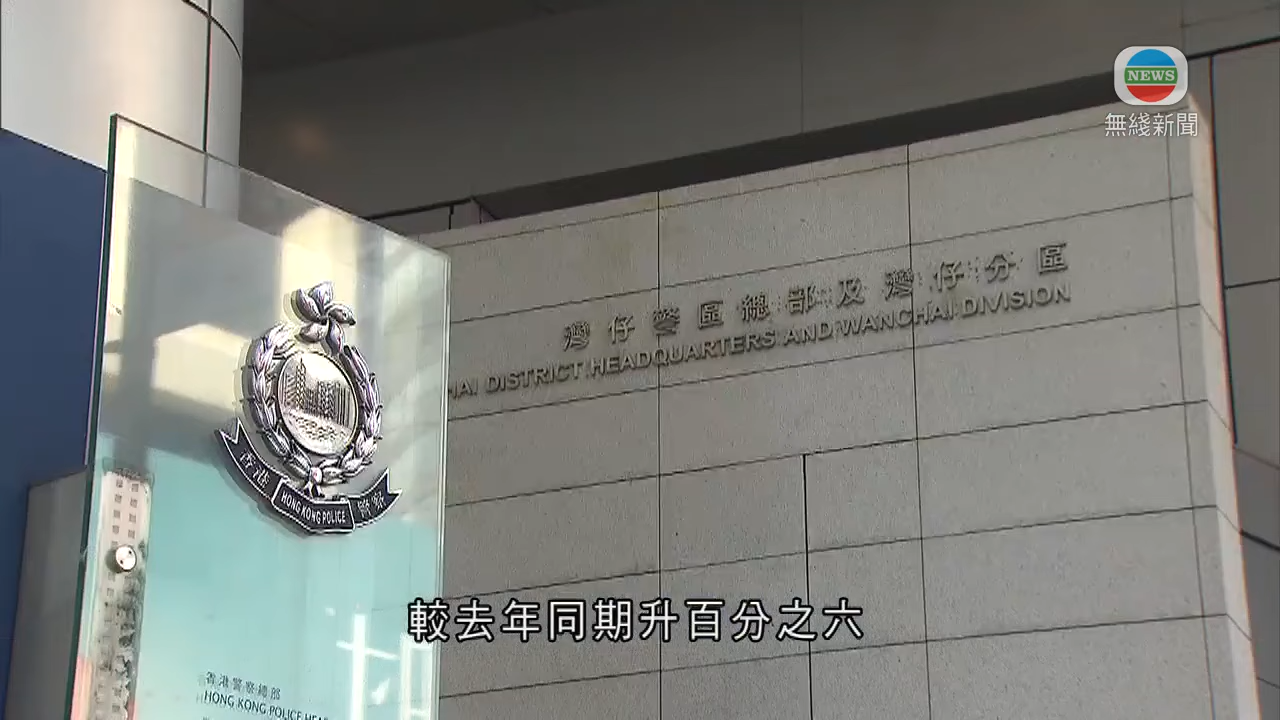 NEWS
無綫新聞
灣仔警區總部及灣仔分區
HAI DISTRICT HEADQUARTERS AND WANCHAI DIVISION
香港 警察
HONG KONG POLICE
較去年同期升百分之六
香港警察總部
HONG KONG POLICE HEA